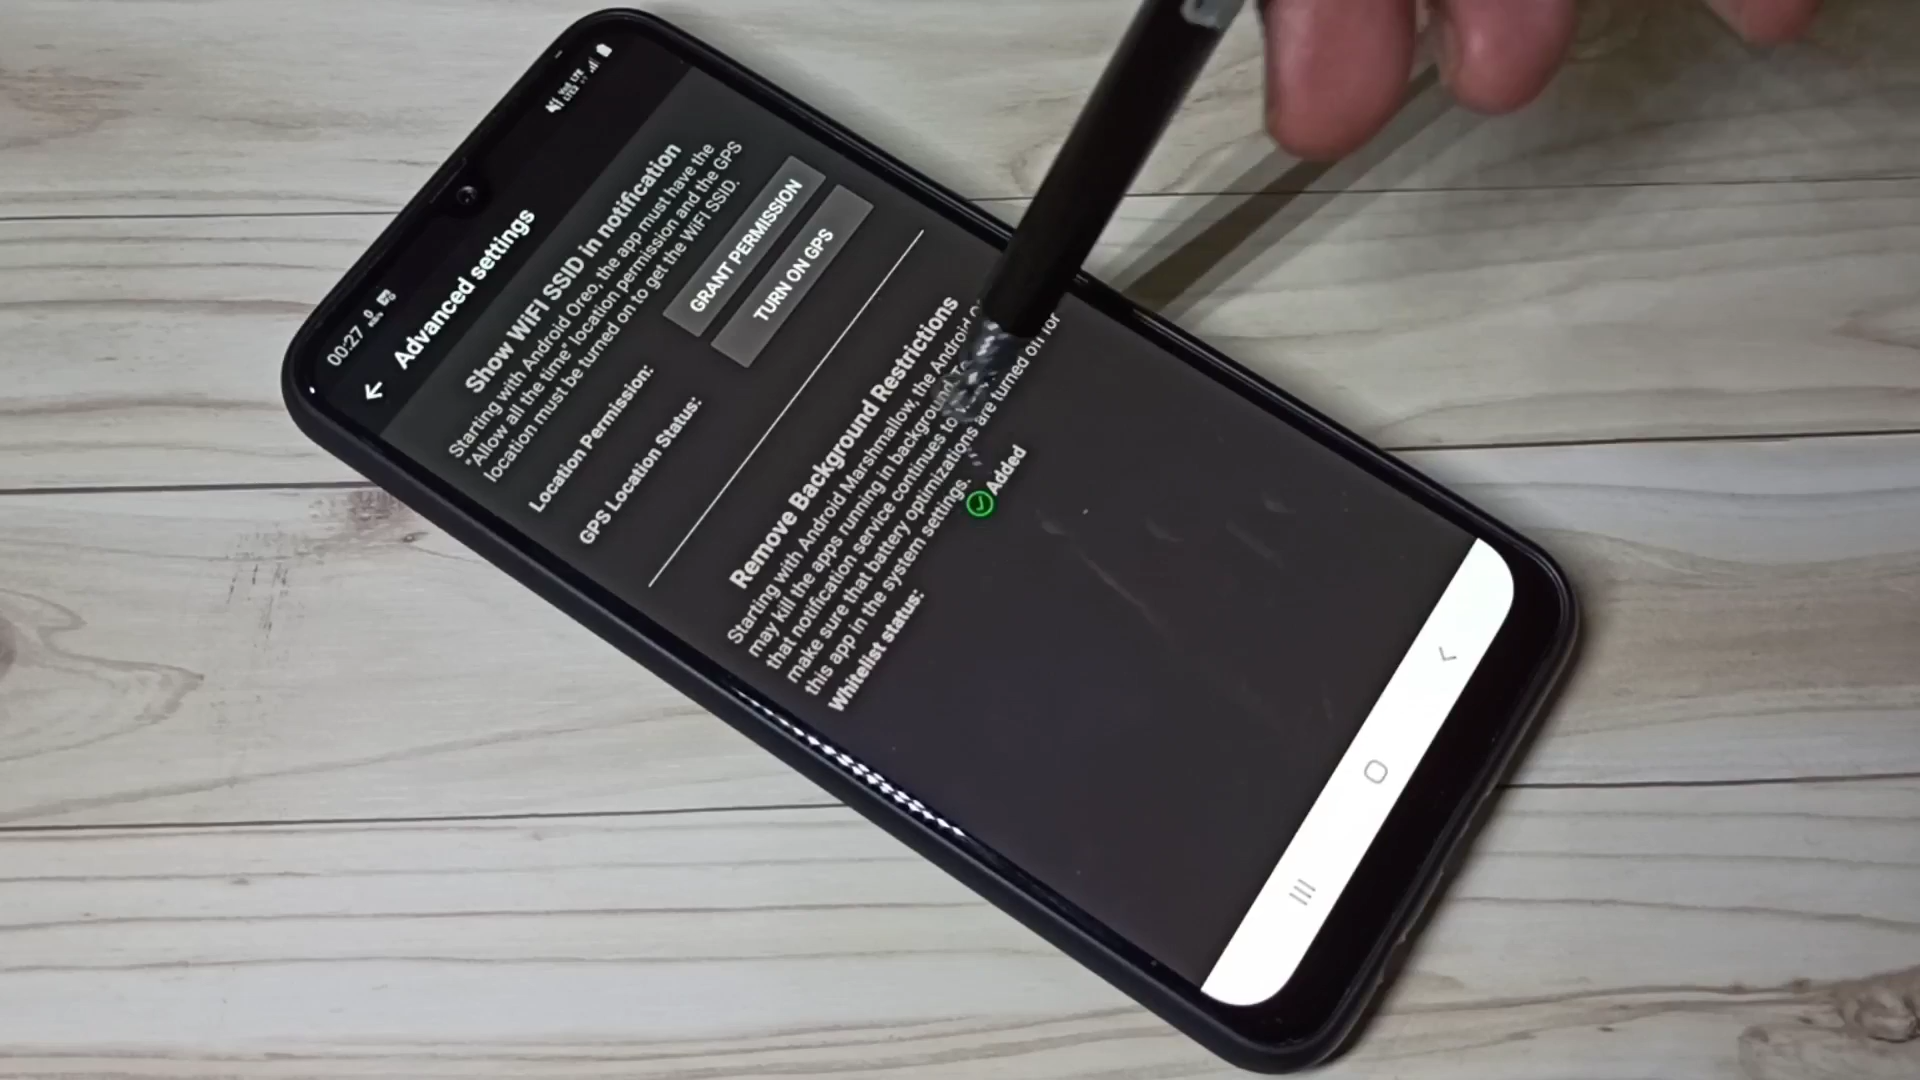 00:27
VoLTE
Advanced settings
Show WiFI SSID in notification
Starting with Android Oreo, the app must have the
"Allow all the time" location permission and the GPS
location must be turned on to get the WiFI SSID.
Location Permission:
GRANT PERMISSION
GPS Location Status:
TURN ON GPS
Remove Background Restrictions
Starting with Android Marshmallow, the Android
may kill the apps running in background. To
that notification service continues to
make sure that battery optimizations are turned off for
this app in the system settings.
Whitelist status:
Added